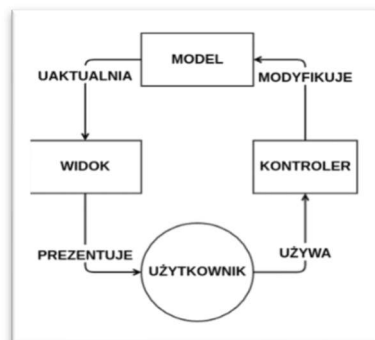 MODEL
UAKTUALNIA
MODYFIKUJE
WIDOK
KONTROLER
PREZENTUJE
UŻYTKOWNIK
UŻYWA